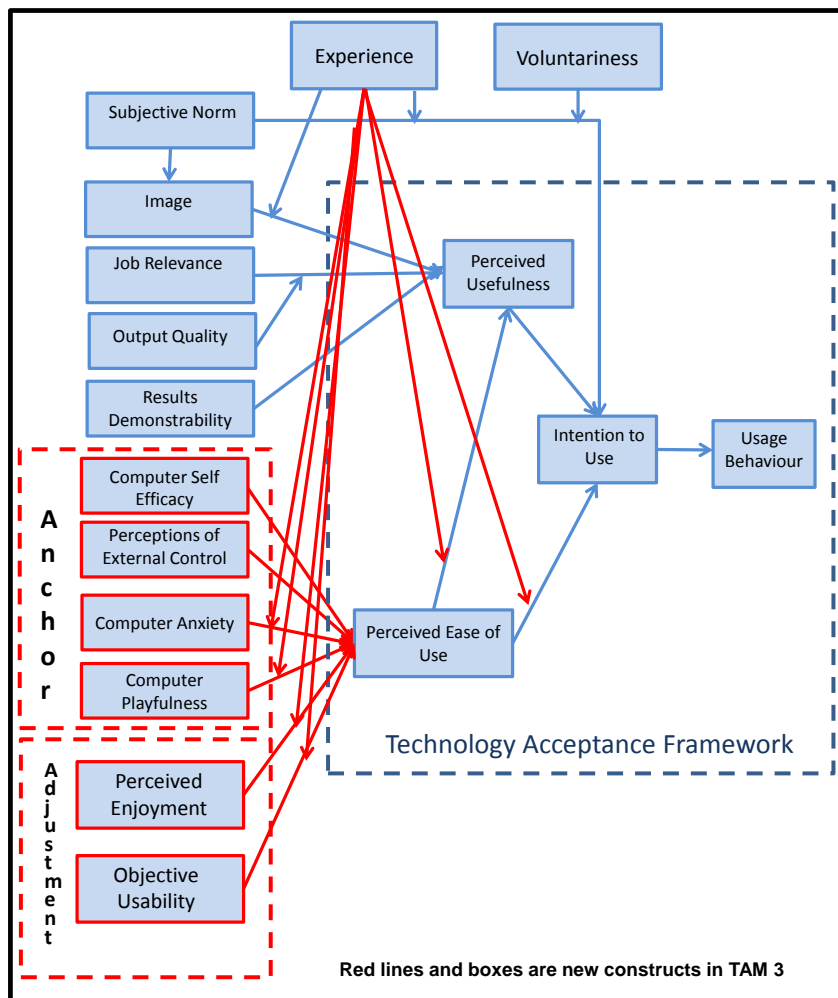 Experience
Voluntariness
Subjective Norm
Image
Job Relevance
Perceived
Usefulness
Output Quality
Results
Demonstrability
Intention to
Use
Usage
Behaviour
Anchor
Computer Self
Efficacy
Perceptions of
External Control
Computer Anxiety
Perceived Ease of
Use
Computer
Playfulness
Technology Acceptance Framework
Adjustment
Perceived
Enjoyment
Objective
Usability
Red lines and boxes are new constructs in TAM 3